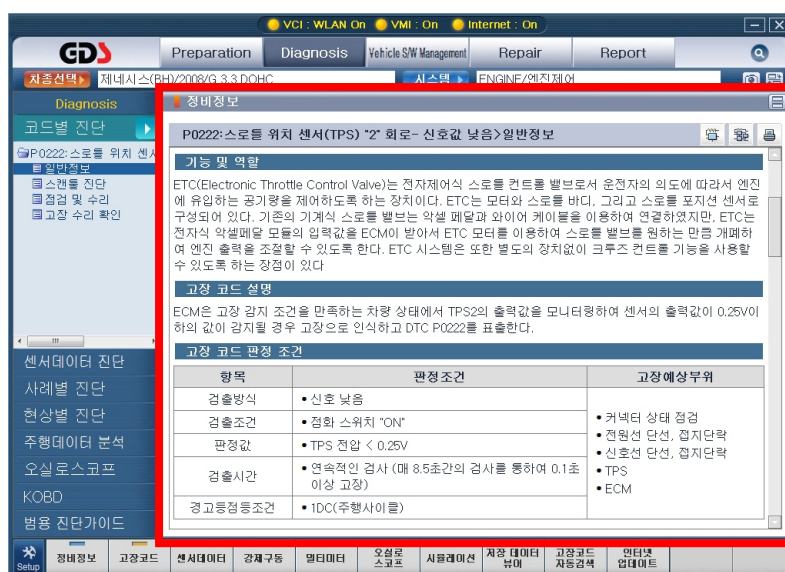 VCI : WLAN On VMI : On Internet : On
GDS Preparation Diagnosis Vehicle S/W Management Repair Report
차종선택 제네시스(BH)/2008/G 3.3 DOHC 시스템 ENGINE/엔진제어
Diagnosis
코드별 진단
P0222:스로틀 위치 센서
일반정보
스캔툴 진단
점검 및 수리
고장 수리 확인
센서데이터 진단
사례별 진단
현상별 진단
주행데이터 분석
오실로스코프
KOBD
범용 진단가이드
정비정보
P0222:스로틀 위치 센서(TPS) "2" 회로- 신호값 낮음>일반정보
기능 및 역할
ETC(Electronic Throttle Control Valve)는 전자제어식 스로틀 컨트롤 밸브로서 운전자의 의도에 따라서 엔진
에 유입하는 공기량을 제어하도록 하는 장치이다. ETC는 모터와 스로틀 바디, 그리고 스로틀 포지션 센서로
구성되어 있다. 기존의 기계식 스로틀 밸브는 악셀 페달과 와이어 케이블을 이용하여 연결하였지만, ETC는
전자식 악셀페달 모듈의 입력값을 ECM이 받아서 ETC 모터를 이용하여 스로틀 밸브를 원하는 만큼 개폐하
여 엔진 출력을 조절할 수 있도록 한다. ETC 시스템은 또한 별도의 장치없이 크루즈 컨트롤 기능을 사용할
수 있도록 하는 장점이 있다
고장 코드 설명
ECM은 고장 감지 조건을 만족하는 차량 상태에서 TPS2의 출력값을 모니터링하여 센서의 출력값이 0.25V이
하의 값이 감지될 경우 고장으로 인식하고 DTC P0222를 표출한다.
고장 코드 판정 조건
항목 판정조건 고장예상부위
검출방식 •신호 낮음
검출조건 •점화 스위치 "ON"
판정값 •TPS 전압 < 0.25V
검출시간 •연속적인 검사 (매 8.5초간의 검사를 통하여 0.1초
이상 고장)
경고등점등조건 •1DC(주행사이클)
•커넥터 상태 점검
•전원선 단선, 접지단락
•신호선 단선, 접지단락
•TPS
•ECM
Setup 정비정보 고장코드 센서데이터 강제구동 멀티미터 오실로스코프 시뮬레이션 저장 데이터 뷰어 고장코드 자동검색 인터넷 업데이트